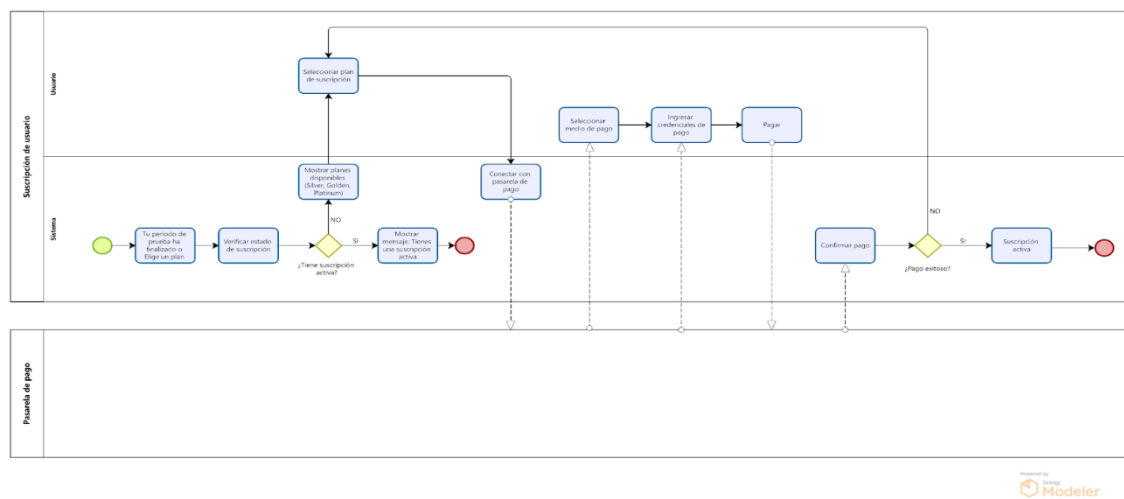 Suscripción de usuario
Usuario
Seleccionar plan
de suscripción
Seleccionar
medio de pago
Ingresar
credenciales de
pago
Pagar
Sistema
Mostrar planes
disponibles
(Silver, Golden,
Platinum)
Conectar con
pasarela de
pago
NO
NO
Tu periodo de
prueba ha
finalizado o
Elige un plan
Verificar estado
de suscripción
¿Tiene suscripción
activa?
SI
Mostrar
mensaje: Tienes
una suscripción
activa
Confirmar pago
¿Pago exitoso?
SI
Suscripción
activa
Pasarela de pago
Powered by
Modeler